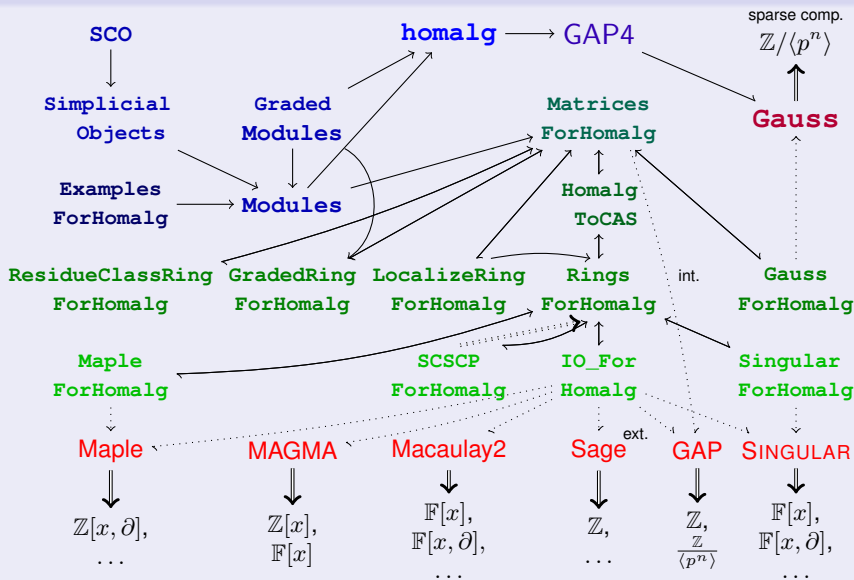 sparse comp.
SCO
homalg
GAP4
ℤ/⟨pⁿ⟩
Simplicial
Objects
Graded
Modules
Matrices
ForHomalg
Gauss
Examples
ForHomalg
Modules
Homalg
ToCAS
ResidueClassRing
ForHomalg
GradedRing
ForHomalg
LocalizeRing
ForHomalg
Rings
ForHomalg
int.
Gauss
ForHomalg
Maple
ForHomalg
SCSCP
ForHomalg
IO_For
Homalg
Singular
ForHomalg
ext.
Maple
MAGMA
Macaulay2
Sage
GAP
SINGULAR
ℤ[x, ∂],
...
ℤ[x],
𝔽[x]
𝔽[x],
𝔽[x, ∂],
...
ℤ,
...
ℤ,
ℤ/⟨pⁿ⟩
𝔽[x],
𝔽[x, ∂],
...